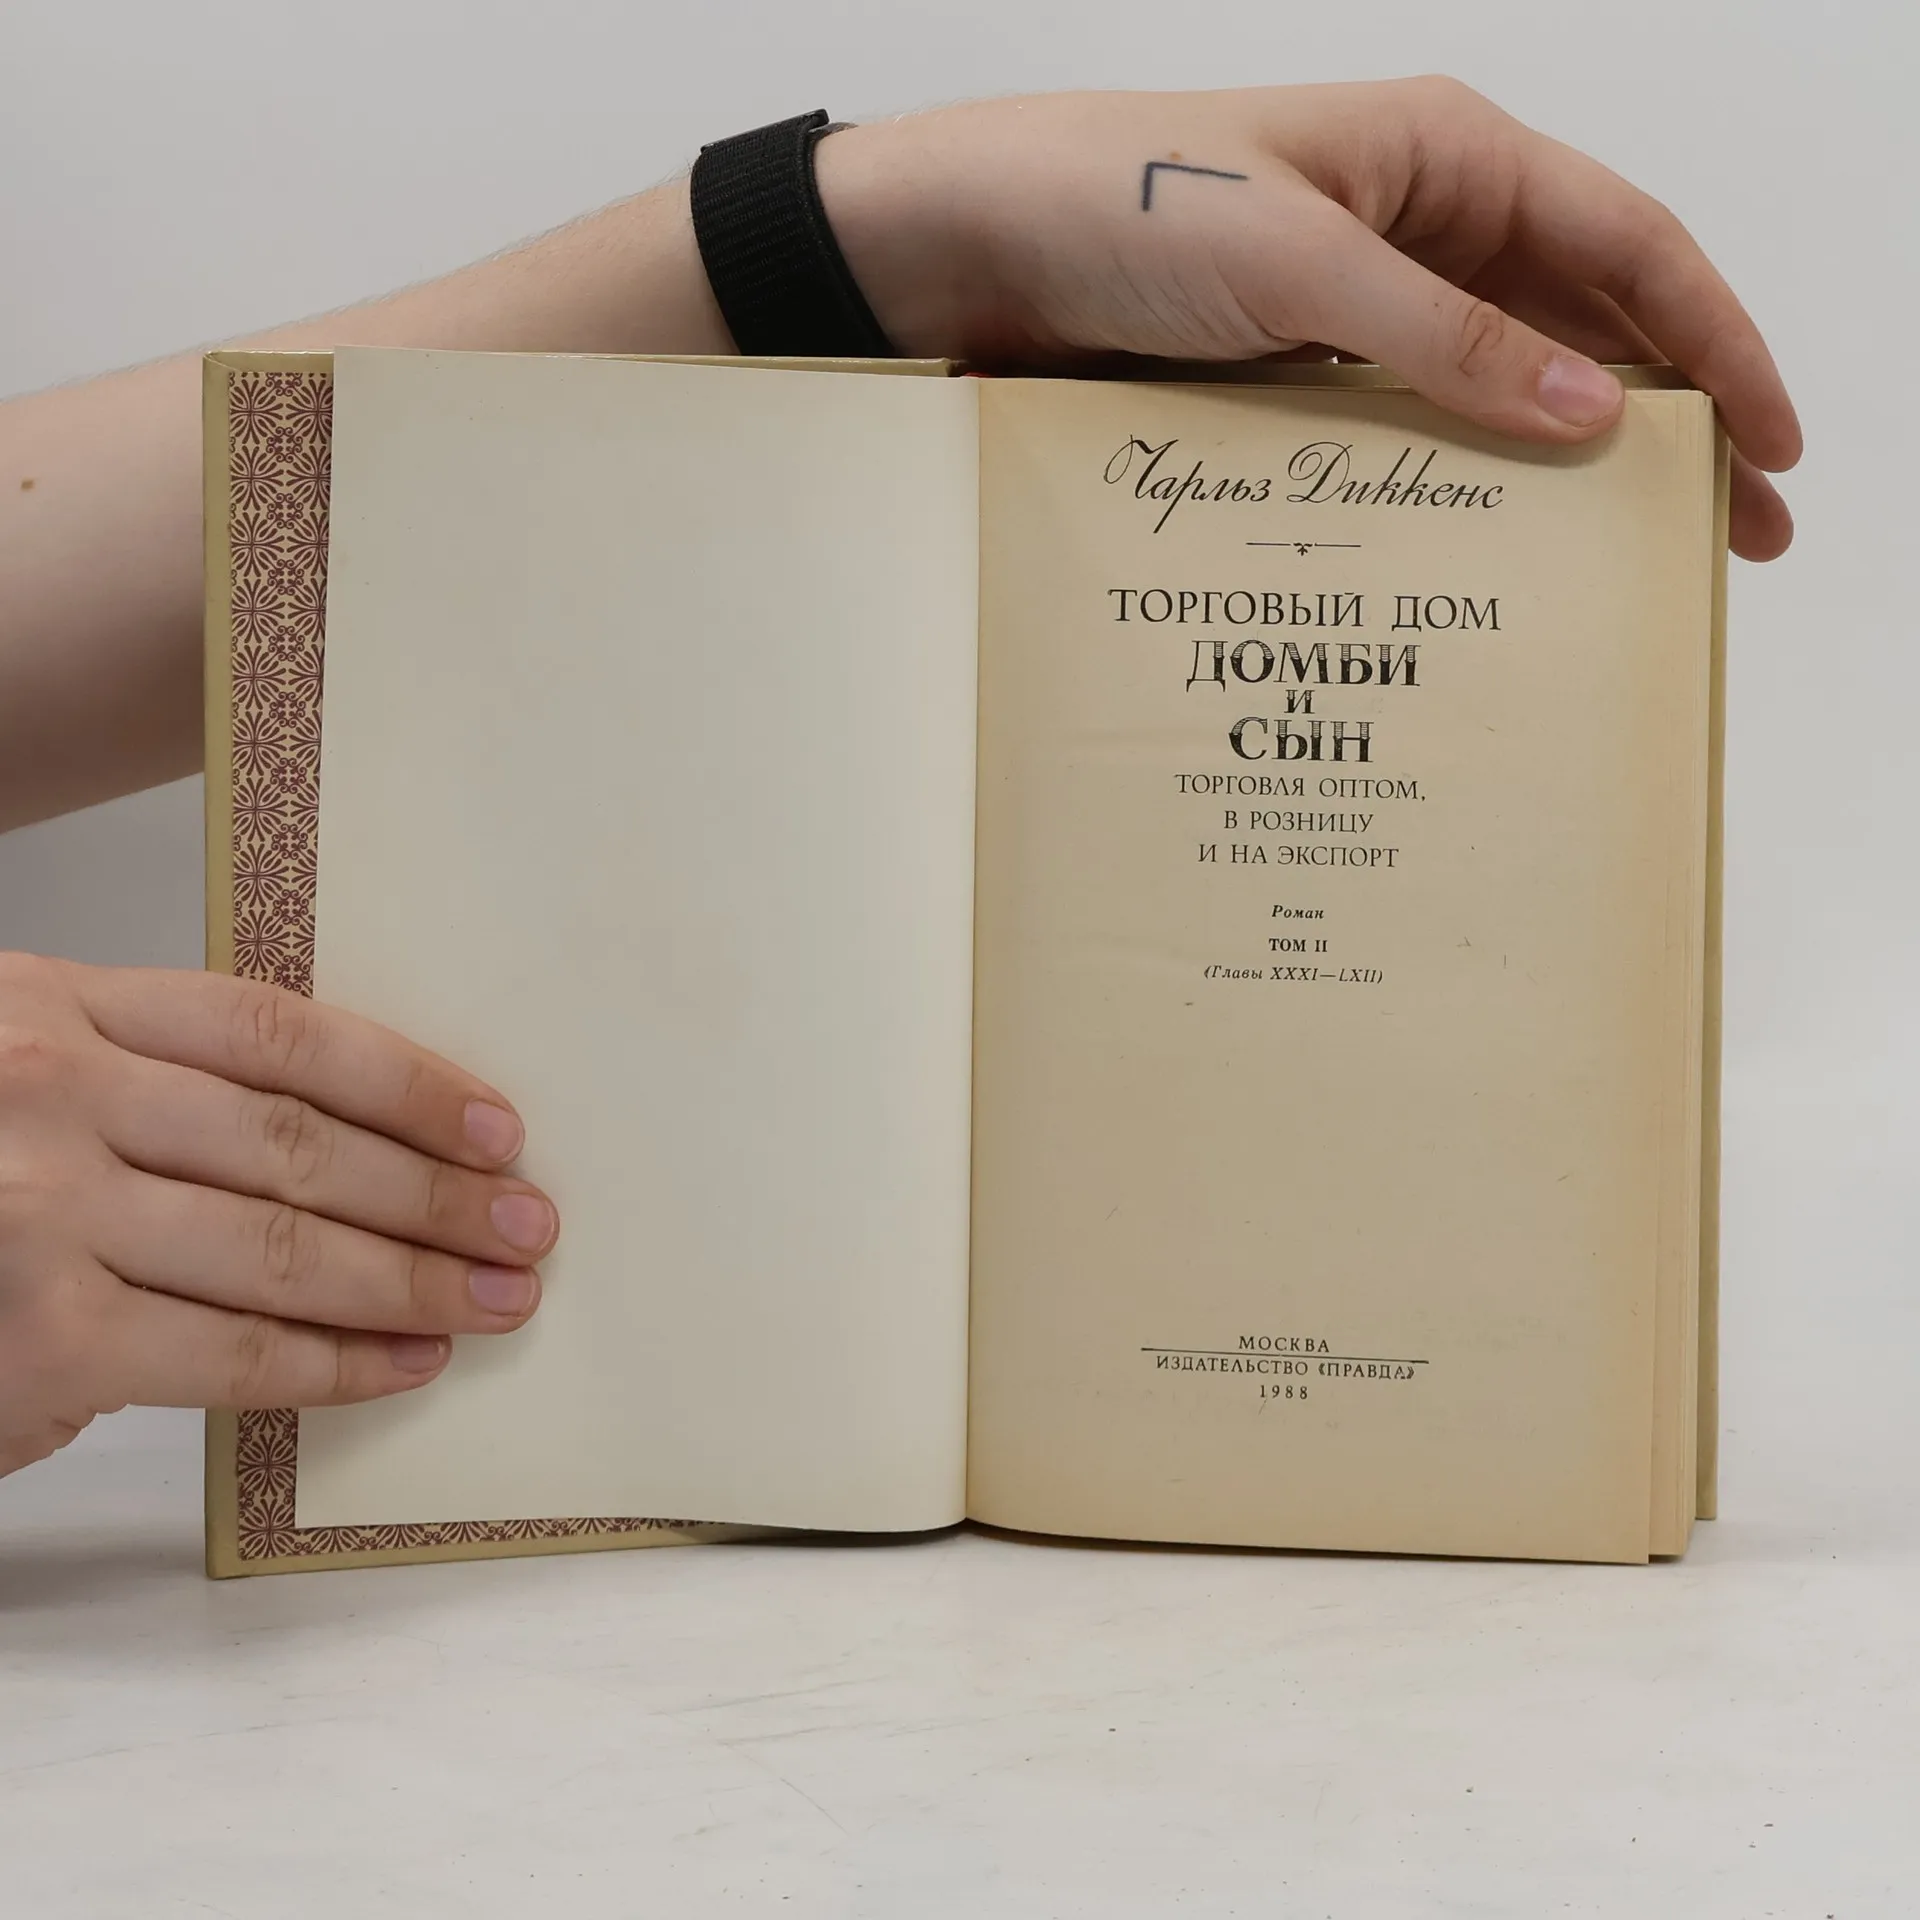 Чарльз Диккенс
ТОРГОВЫЙ ДОМ
ДОМБИ
И
СЫН
ТОРГОВЛЯ ОПТОМ,
В РОЗНИЦУ
И НА ЭКСПОРТ
Роман
ТОМ II
(Главы XXXI—LXII)
МОСКВА
ИЗДАТЕЛЬСТВО «ПРАВДА»
1988